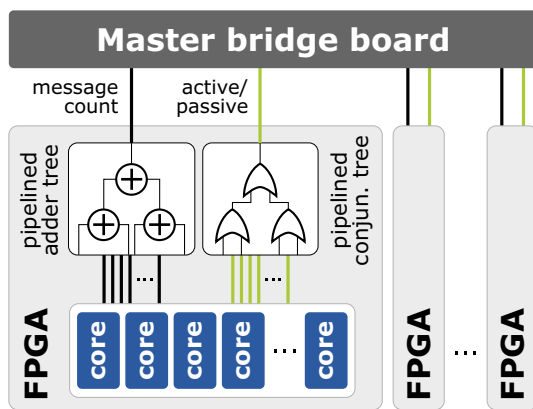 Master bridge board
message
count
active/
passive
pipelined
adder tree
pipelined
conjun. tree
...
...
FPGA
core
core
core
core
...
core
FPGA
...
FPGA